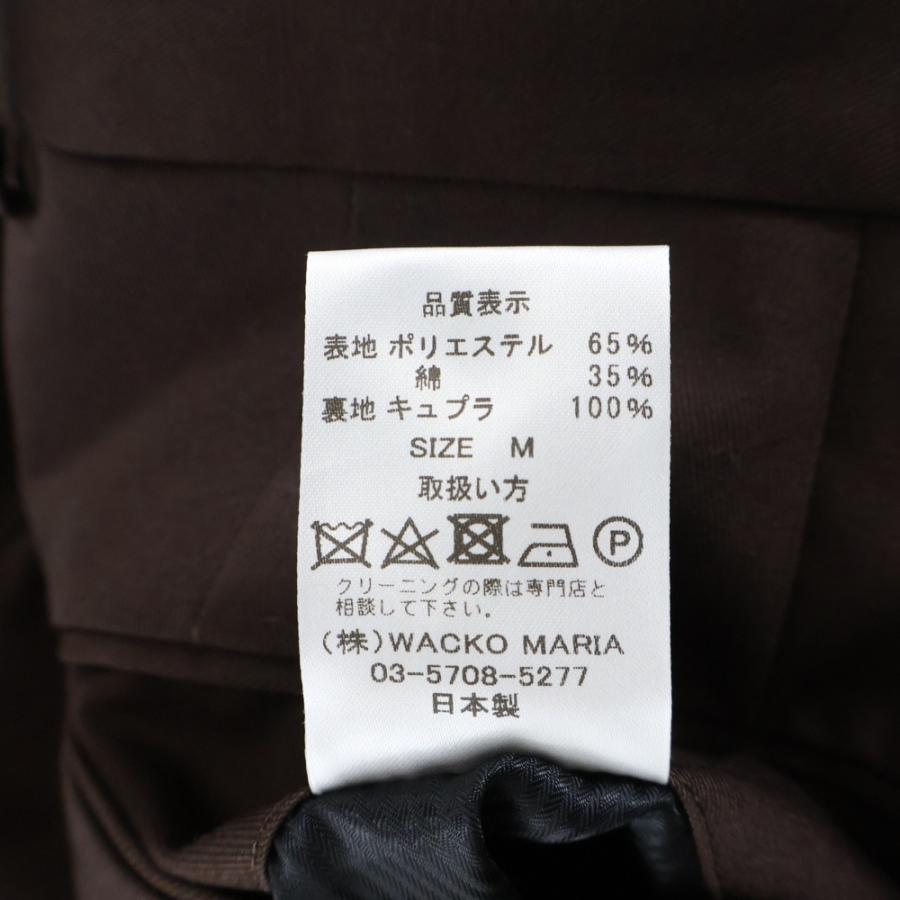 品質表示
表地 ポリエステル 65%
綿 35%
裏地 キュプラ 100%
SIZE M
取扱い方
P
クリーニングの際は専門店と
相談して下さい。
(株)WACKO MARIA
03-5708-5277
日本製